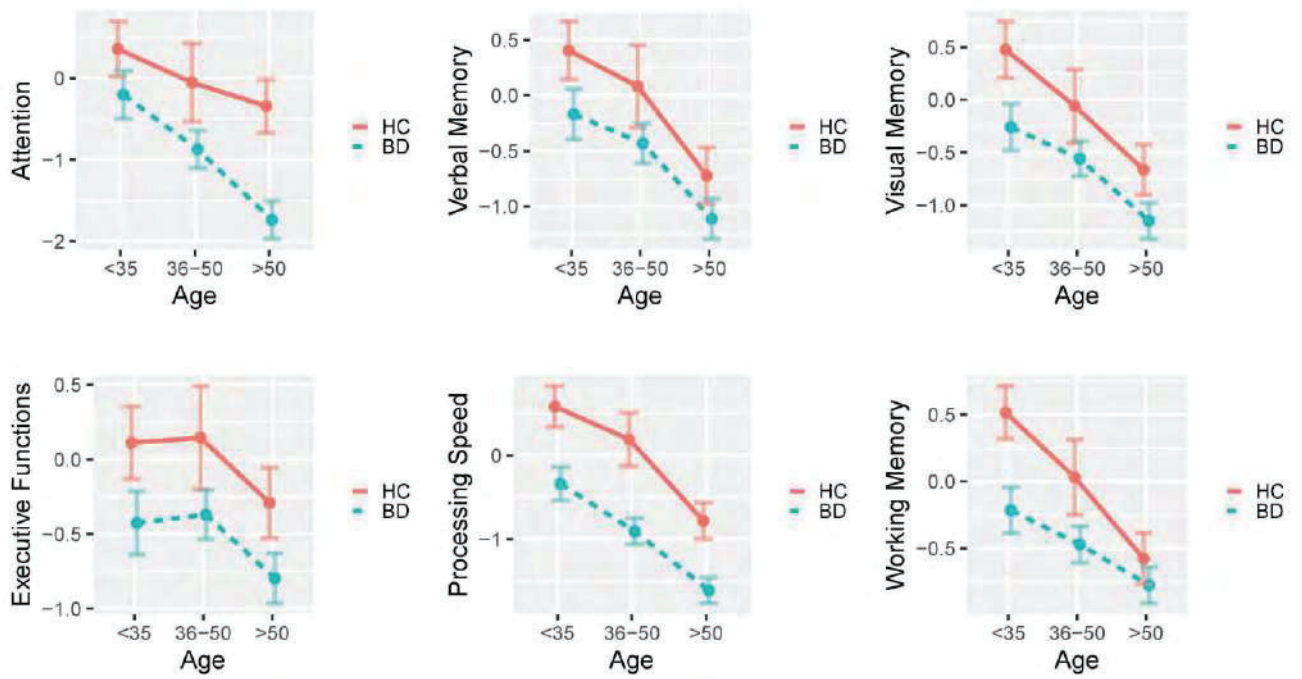 Attention
0
−1
−2
<35
36−50
>50
Age
HC
BD
Verbal Memory
0.5
0.0
−0.5
−1.0
<35
36−50
>50
Age
HC
BD
Visual Memory
0.5
0.0
−0.5
−1.0
<35
36−50
>50
Age
HC
BD
Executive Functions
0.5
0.0
−0.5
−1.0
<35
36−50
>50
Age
HC
BD
Processing Speed
0
−1
<35
36−50
>50
Age
HC
BD
Working Memory
0.5
0.0
−0.5
<35
36−50
>50
Age
HC
BD